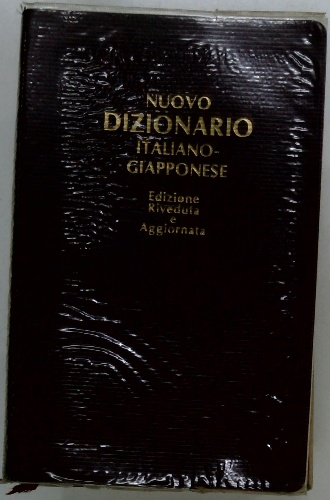 NUOVO
DIZIONARIO
ITALIANO-
GIAPPONESE
Edizione
Riveduta
e
Aggiornata